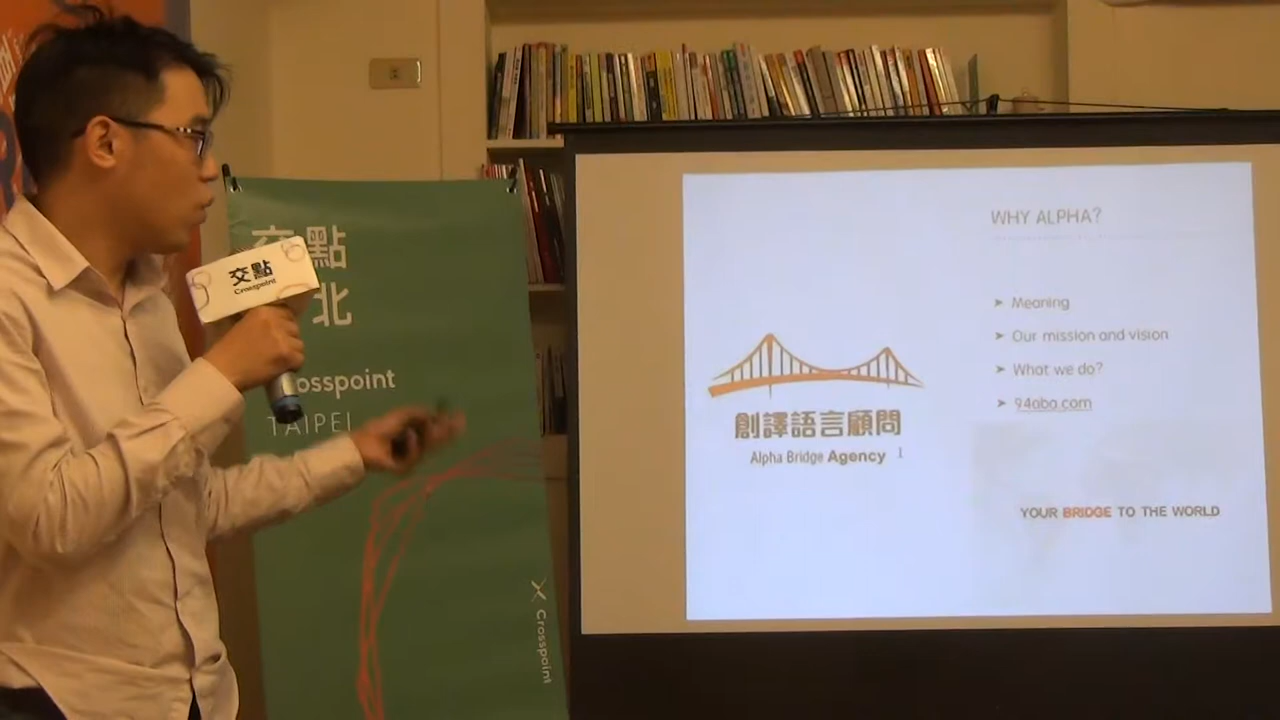 交點
Crosspoint
交點
北
Crosspoint
TAIPEI
Crosspoint
創譯語言顧問
Alpha Bridge Agency
WHY ALPHA?
➤ Meaning
➤ Our mission and vision
➤ What we do?
➤ 94aba.com
YOUR BRIDGE TO THE WORLD